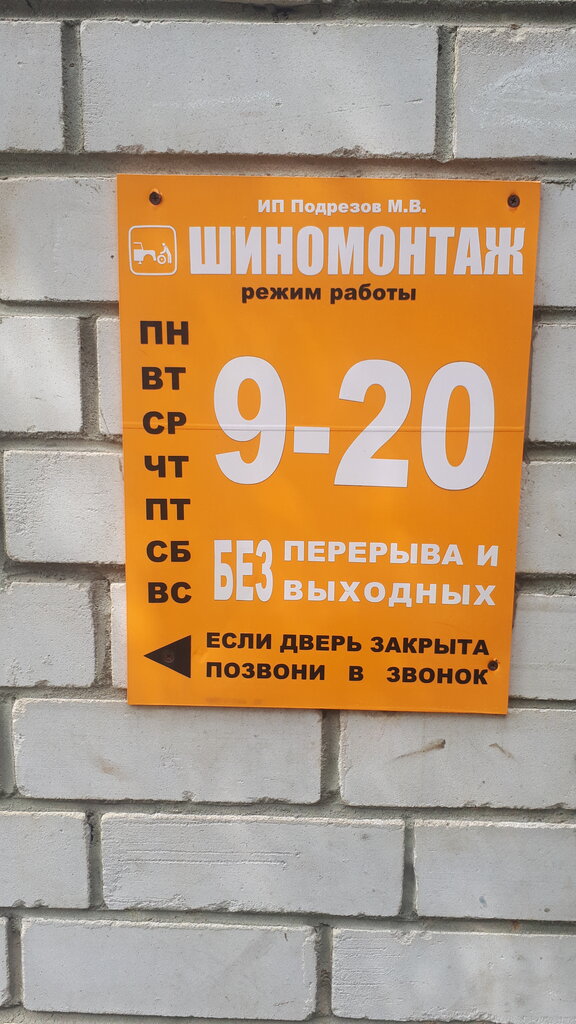 ИП Подрезов М.В.
ШИНОМОНТАЖ
режим работы
ПН
ВТ
СР
ЧТ
ПТ
СБ
ВС
9-20
БЕЗ ПЕРЕРЫВА И
ВЫХОДНЫХ
ЕСЛИ ДВЕРЬ ЗАКРЫТА
ПОЗВОНИ В ЗВОНОК